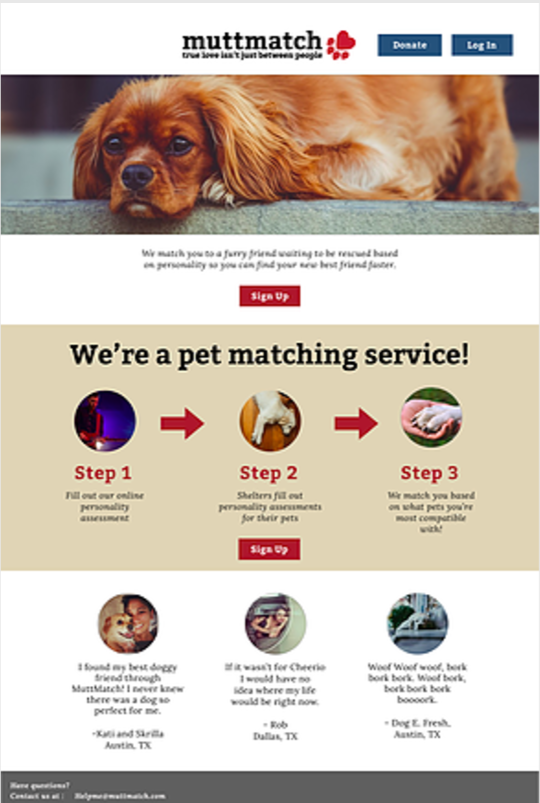 muttmatch
true love isn't just between people
Donate
Log In
We match you to a furry friend waiting to be rescued based
on personality so you can find your new best friend faster.
Sign Up
We're a pet matching service!
Step 1
Fill out our online
personality
assessment
Step 2
Shelters fill out
personality assessments
for their pets
Step 3
We match you based
on what pets you're
most compatible
with!
Sign Up
I found my best doggy
friend through
MuttMatch! I never knew
there was a dog so
perfect for me.
~Kati and Skrilla
Austin, TX
If it wasn't for Cheerio
I would have no
idea where my life
would be right now.
~ Rob
Dallas, TX
Woof Woof woof, bork
bork bork. Woof bork,
bork bork bork
boooork.
~ Dog E. Fresh,
Austin, TX
Have questions?
Contact us at : Helpme@muttmatch.com